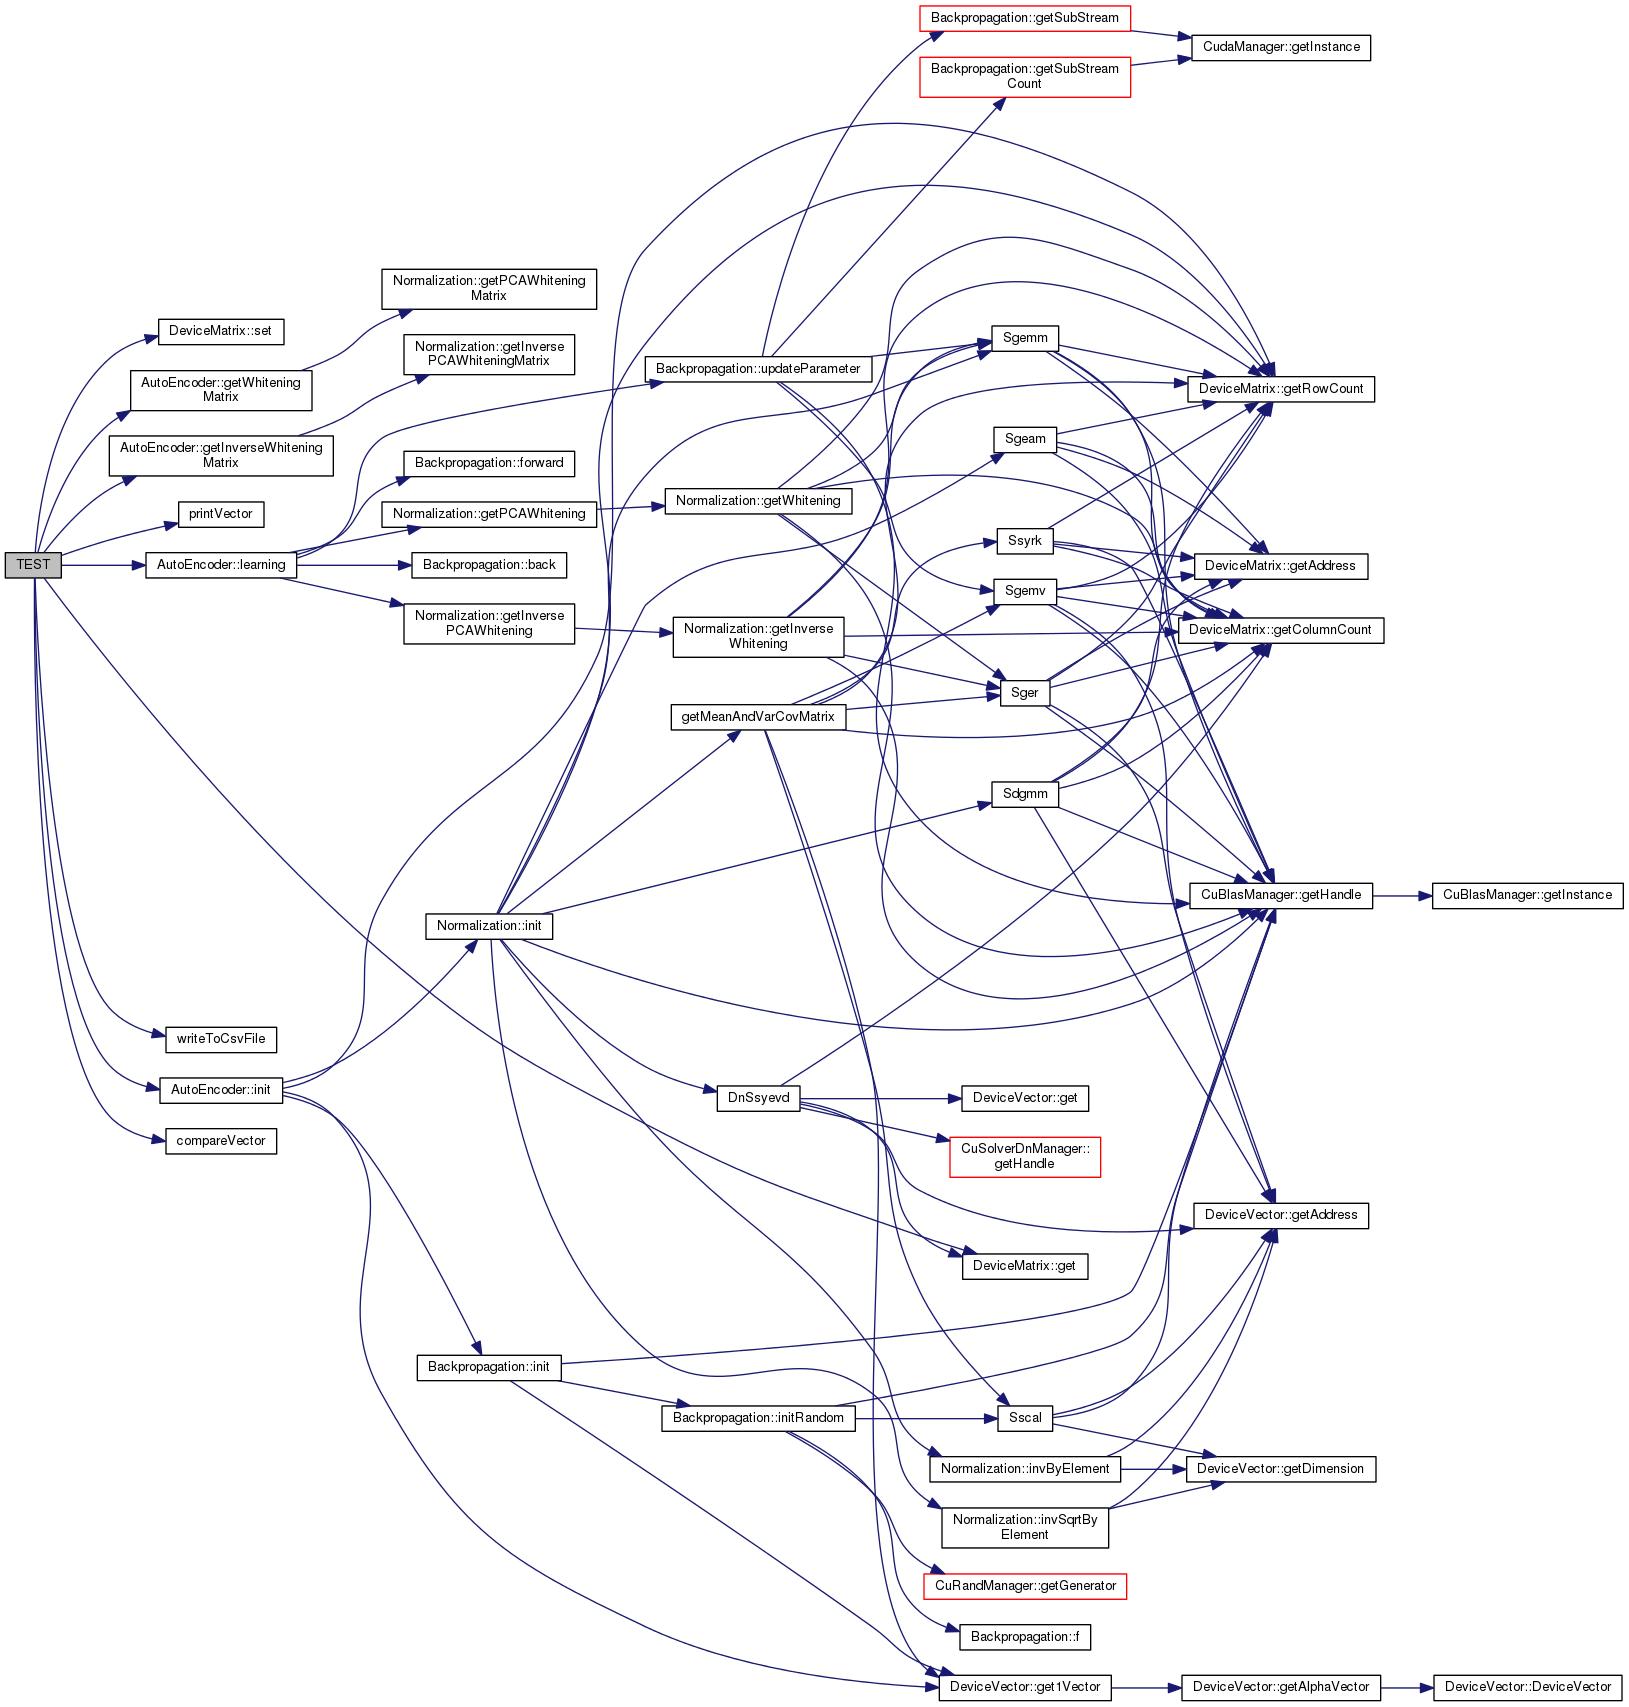 Backpropagation::getSubStream
CudaManager::getInstance
Backpropagation::getSubStream
Count
Normalization::getPCAWhitening
Matrix
DeviceMatrix::set
Normalization::getInverse
PCAWhiteningMatrix
Sgemm
Backpropagation::updateParameter
AutoEncoder::getWhitening
Matrix
DeviceMatrix::getRowCount
AutoEncoder::getInverseWhitening
Matrix
Sgeam
Backpropagation::forward
Normalization::getWhitening
printVector
Normalization::getPCAWhitening
Ssyrk
TEST
AutoEncoder::learning
Backpropagation::back
DeviceMatrix::getAddress
Sgemv
Normalization::getInverse
PCAWhitening
Normalization::getInverse
Whitening
DeviceMatrix::getColumnCount
Sger
getMeanAndVarCovMatrix
Sdgmm
CuBlasManager::getHandle
CuBlasManager::getInstance
Normalization::init
writeToCsvFile
AutoEncoder::init
DnSsyevd
DeviceVector::get
compareVector
CuSolverDnManager::
getHandle
DeviceVector::getAddress
DeviceMatrix::get
Backpropagation::init
Backpropagation::initRandom
Sscal
Normalization::invByElement
DeviceVector::getDimension
Normalization::invSqrtBy
Element
CuRandManager::getGenerator
Backpropagation::f
DeviceVector::get1Vector
DeviceVector::getAlphaVector
DeviceVector::DeviceVector